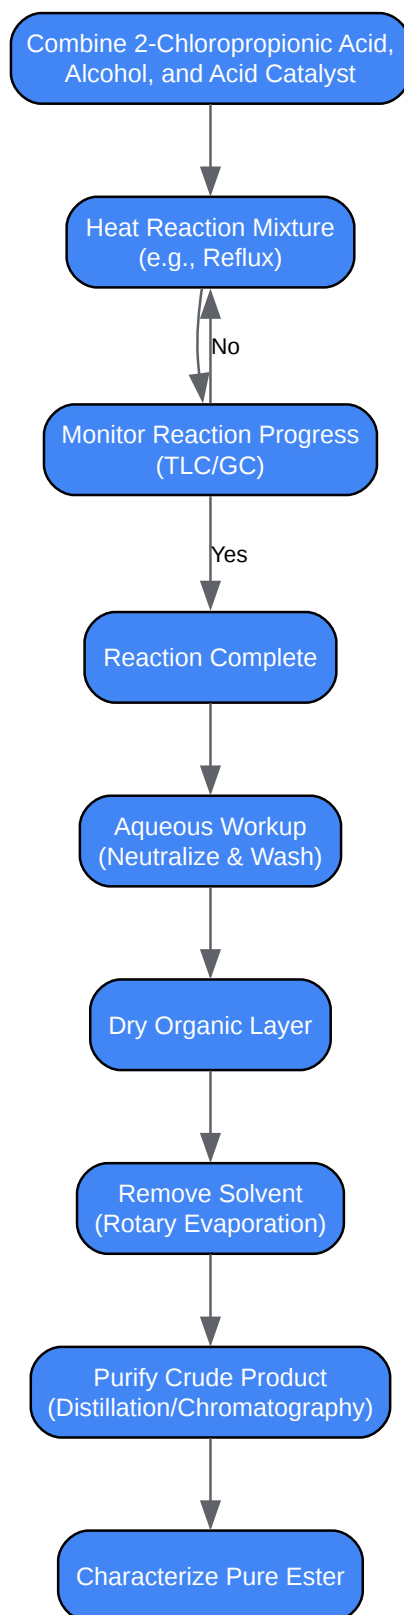 Combine 2-Chloropropionic Acid,
Alcohol, and Acid Catalyst
Heat Reaction Mixture
(e.g., Reflux)
No
Monitor Reaction Progress
(TLC/GC)
Yes
Reaction Complete
Aqueous Workup
(Neutralize & Wash)
Dry Organic Layer
Remove Solvent
(Rotary Evaporation)
Purify Crude Product
(Distillation/Chromatography)
Characterize Pure Ester